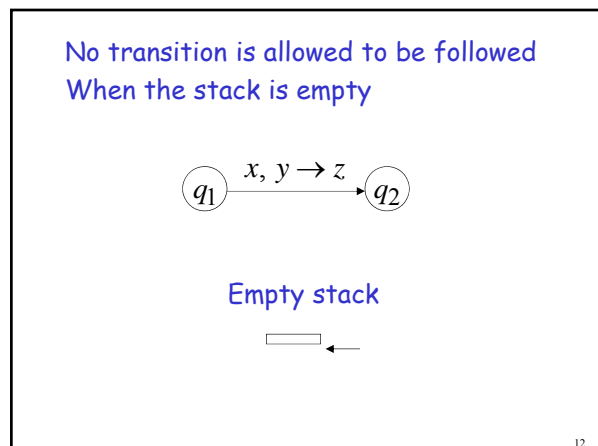 No transition is allowed to be followed
When the stack is empty
x, y → z
q₁ q₂
Empty stack
12